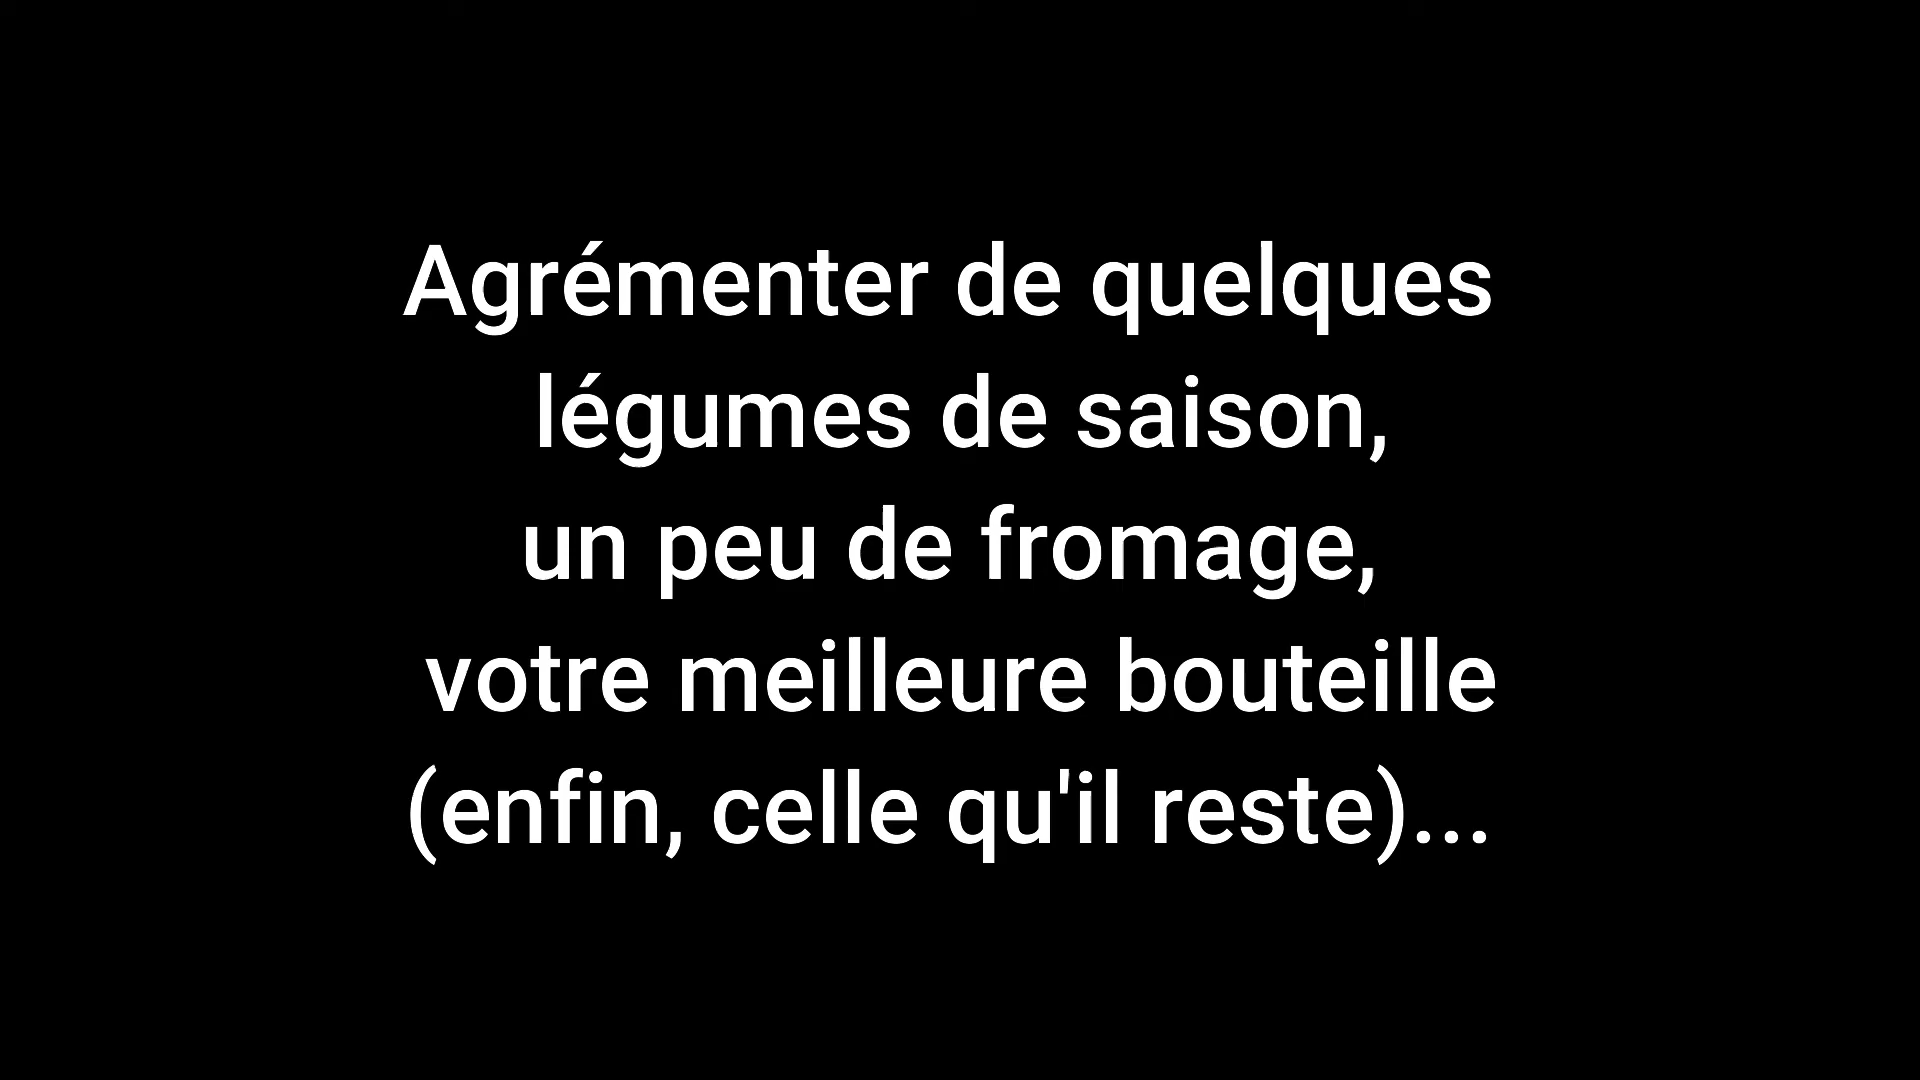 Agrémenter de quelques
légumes de saison,
un peu de fromage,
votre meilleure bouteille
(enfin, celle qu'il reste)...